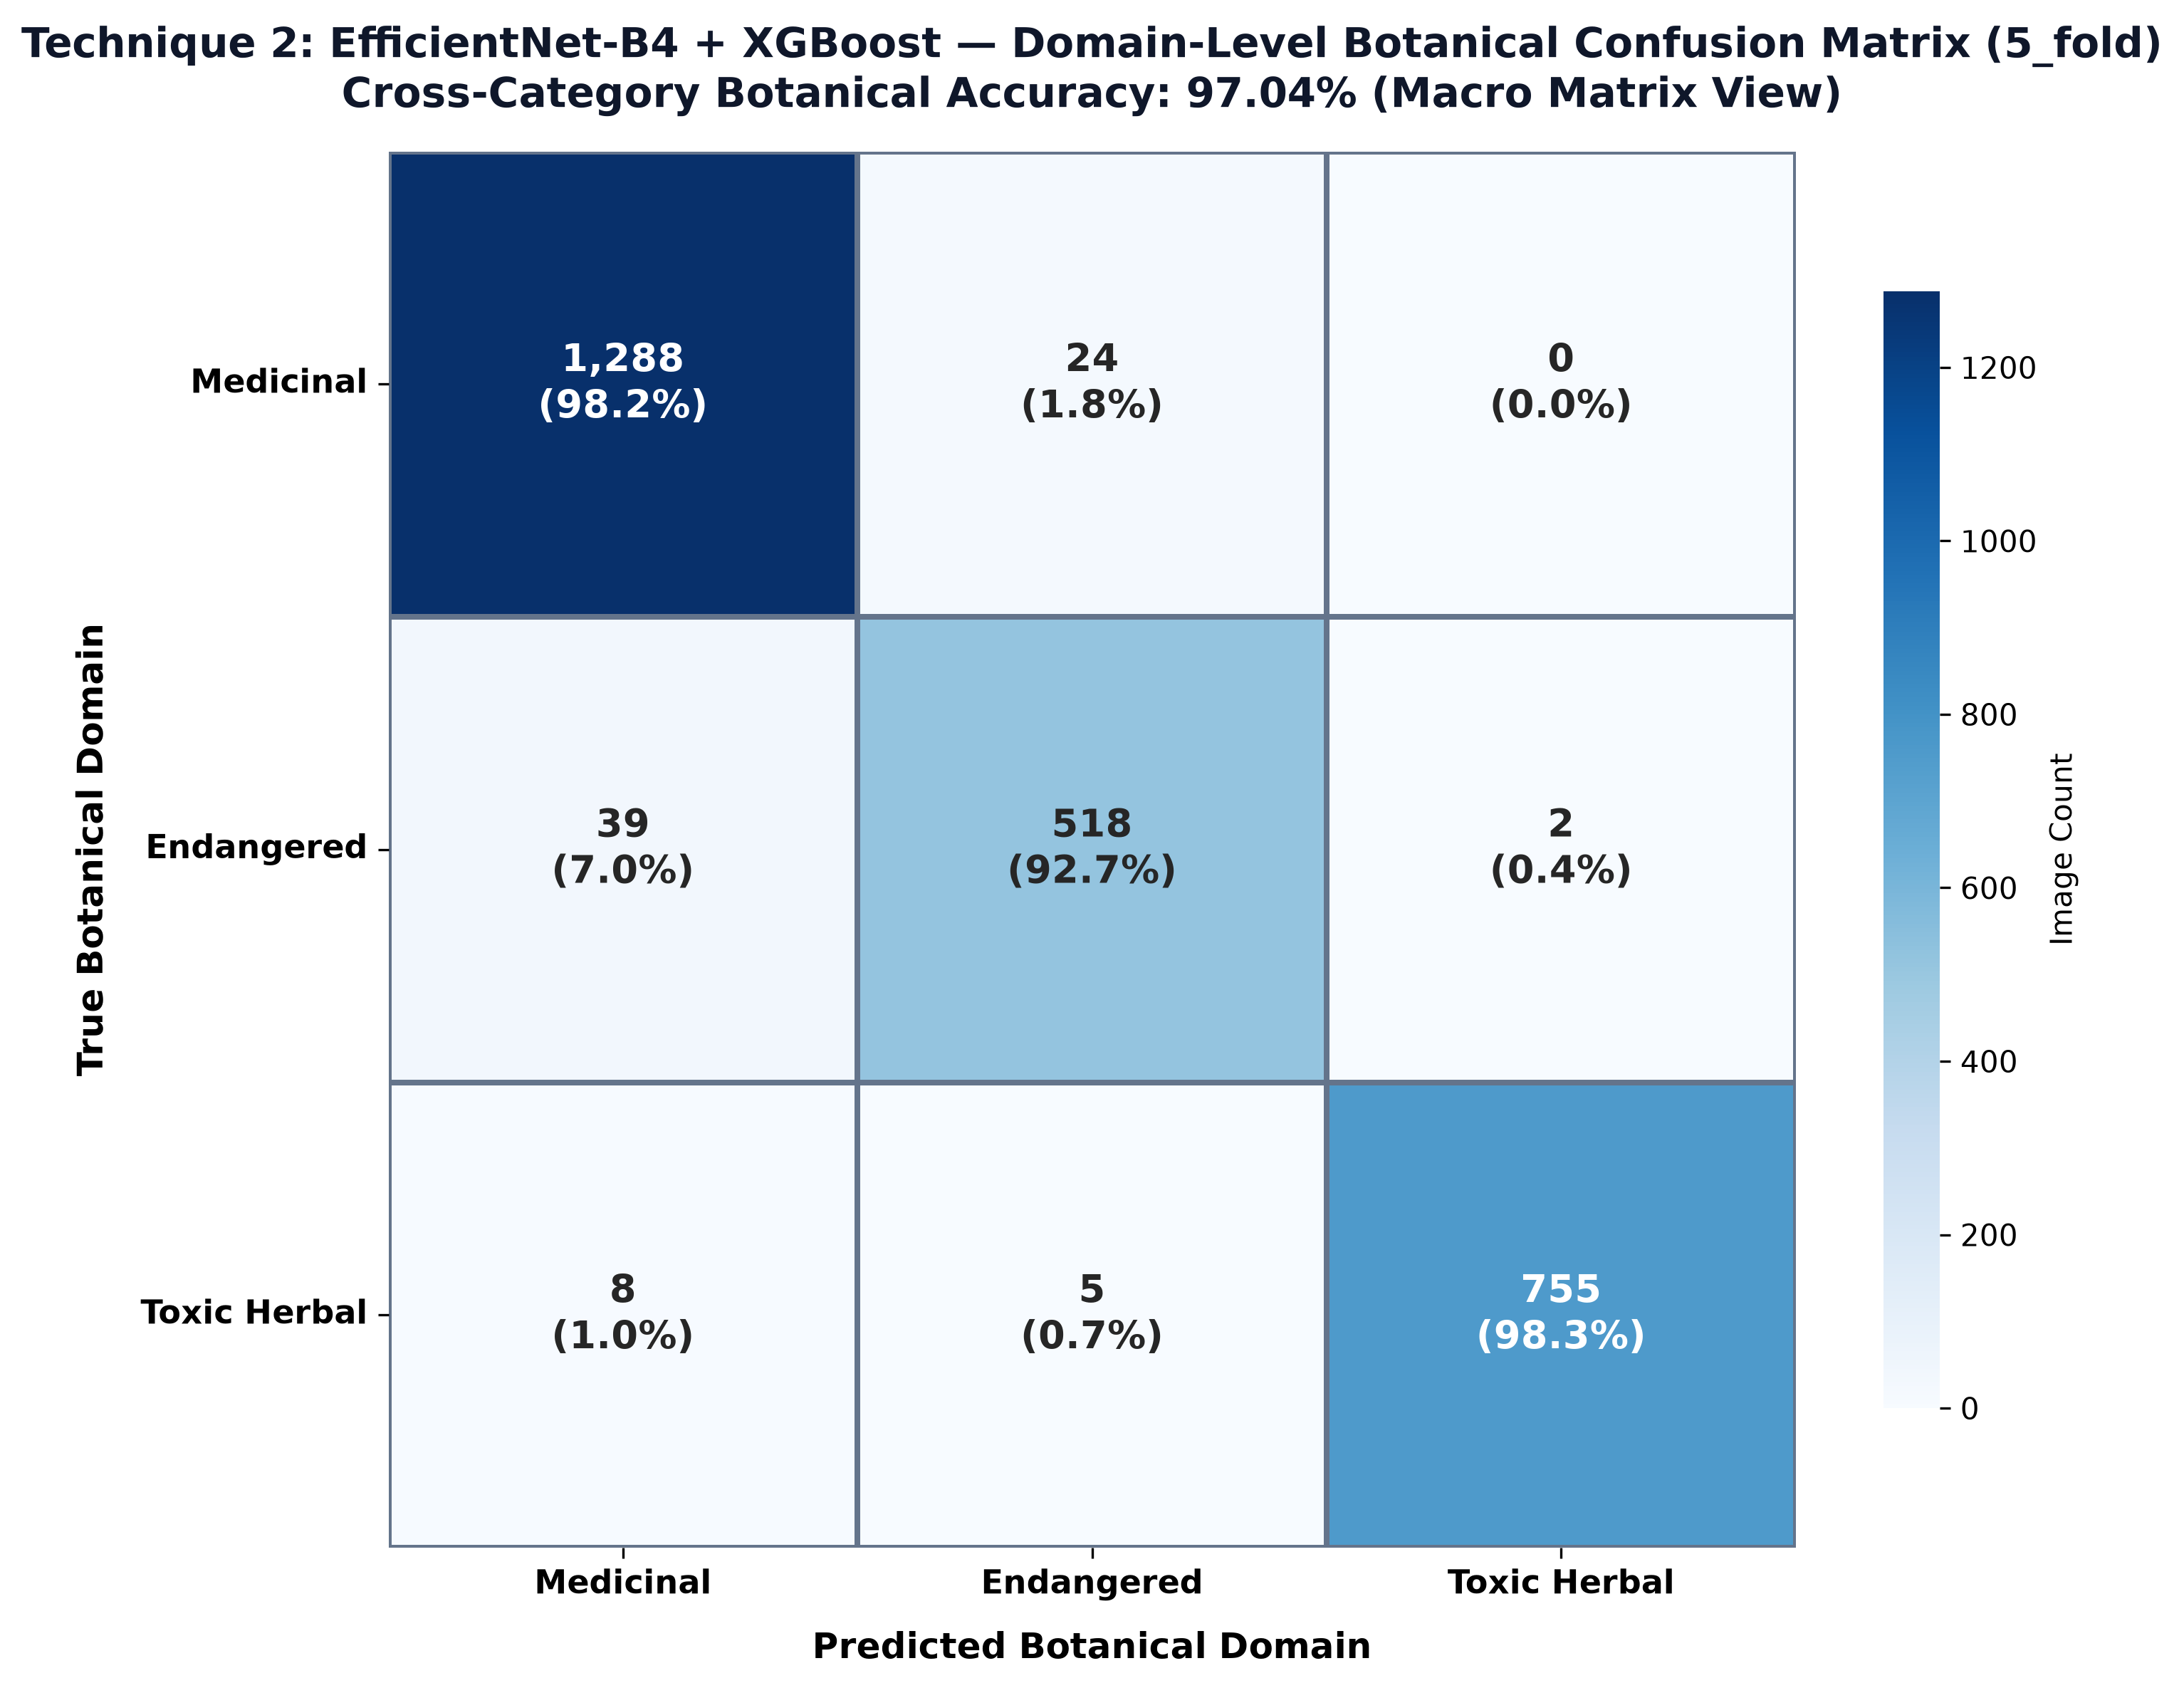 Technique 2: EfficientNet-B4 + XGBoost — Domain-Level Botanical Confusion Matrix (5_fold)
Cross-Category Botanical Accuracy: 97.04% (Macro Matrix View)
True Botanical Domain
Medicinal
1,288
(98.2%)
24
(1.8%)
0
(0.0%)
Endangered
39
(7.0%)
518
(92.7%)
2
(0.4%)
Toxic Herbal
8
(1.0%)
5
(0.7%)
755
(98.3%)
Medicinal
Endangered
Toxic Herbal
Predicted Botanical Domain
1200
1000
800
600
400
200
0
Image Count